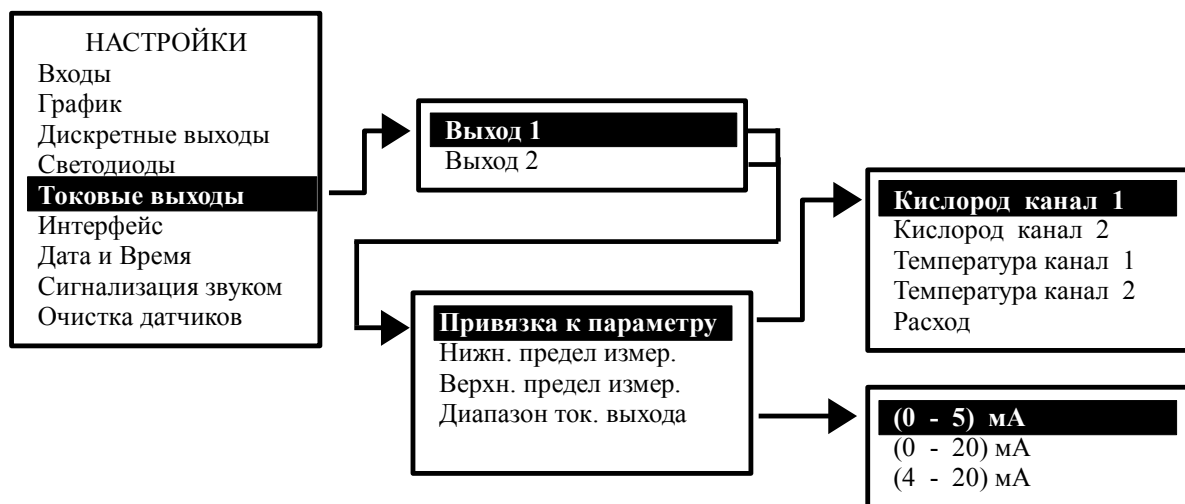 НАСТРОЙКИ
Входы
График
Дискретные выходы
Светодиоды
Токовые выходы
Интерфейс
Дата и Время
Сигнализация звуком
Очистка датчиков
Выход 1
Выход 2
Привязка к параметру
Нижн. предел измер.
Верхн. предел измер.
Диапазон ток. выхода
Кислород канал 1
Кислород канал 2
Температура канал 1
Температура канал 2
Расход
(0 - 5) мА
(0 - 20) мА
(4 - 20) мА